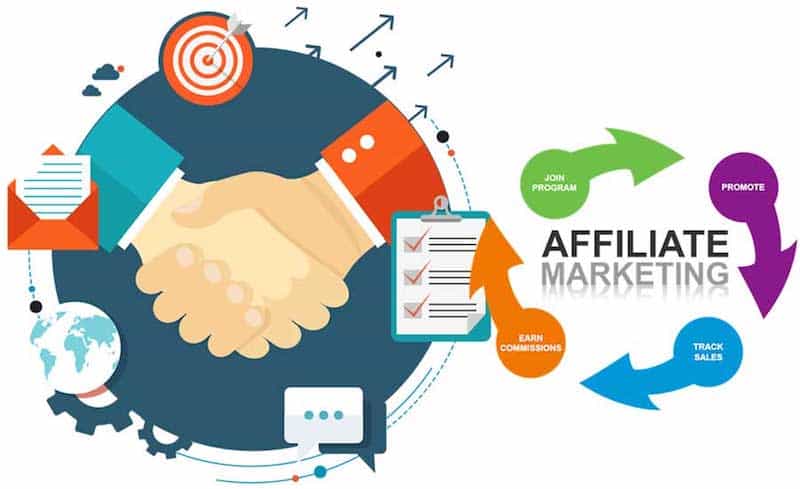 JOIN
PROGRAM
PROMOTE
AFFILIATE
MARKETING
EARN
COMMISSIONS
TRACK
SALES